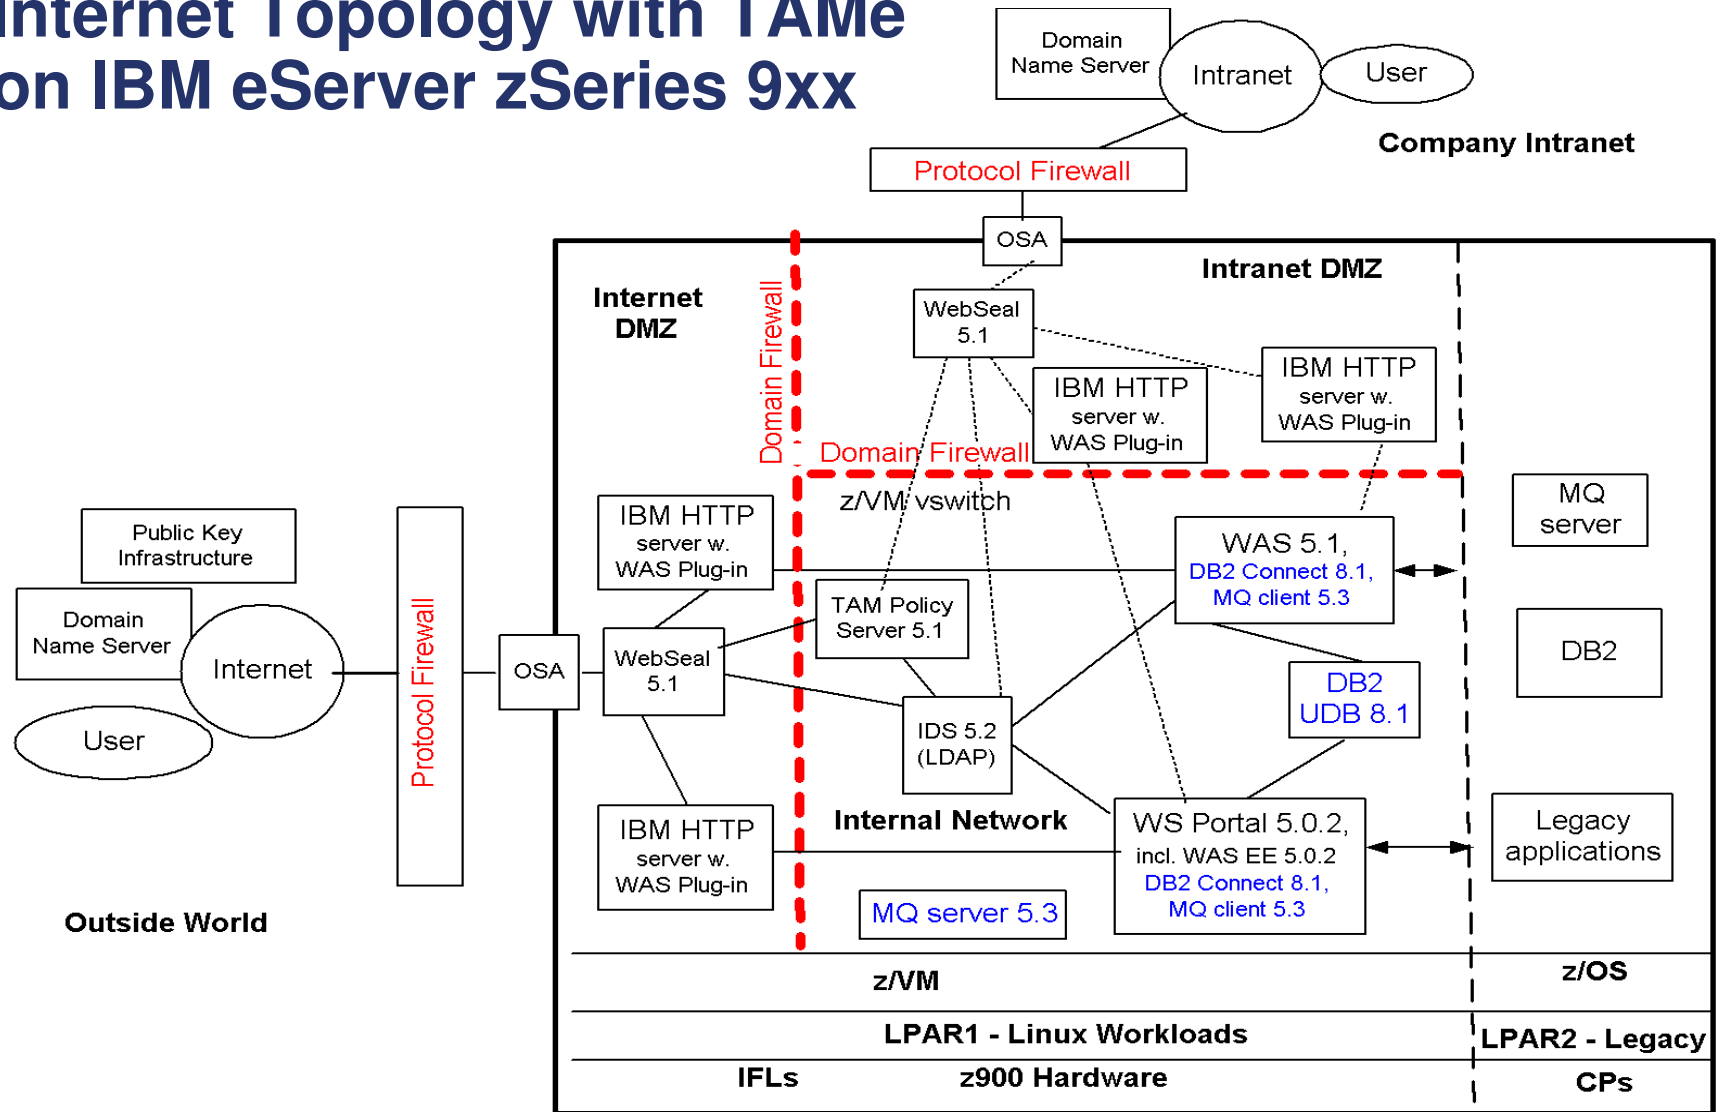 Internet Topology with TAMe
on IBM eServer zSeries 9xx
Domain
Name Server
Intranet
User
Company Intranet
Protocol Firewall
OSA
Intranet DMZ
Internet
DMZ
Domain Firewall
WebSeal
5.1
IBM HTTP
server w.
WAS Plug-in
IBM HTTP
server w.
WAS Plug-in
Domain Firewall
z/VM vswitch
MQ
server
IBM HTTP
server w.
WAS Plug-in
WAS 5.1,
DB2 Connect 8.1,
MQ client 5.3
Public Key
Infrastructure
Domain
Name Server
Internet
User
Protocol Firewall
OSA
WebSeal
5.1
TAM Policy
Server 5.1
IDS 5.2
(LDAP)
DB2
UDB 8.1
DB2
Internal Network
IBM HTTP
server w.
WAS Plug-in
WS Portal 5.0.2,
incl. WAS EE 5.0.2
DB2 Connect 8.1,
MQ client 5.3
Legacy
applications
MQ server 5.3
Outside World
z/VM
z/OS
LPAR1 - Linux Workloads
LPAR2 - Legacy
IFLs
z900 Hardware
CPs